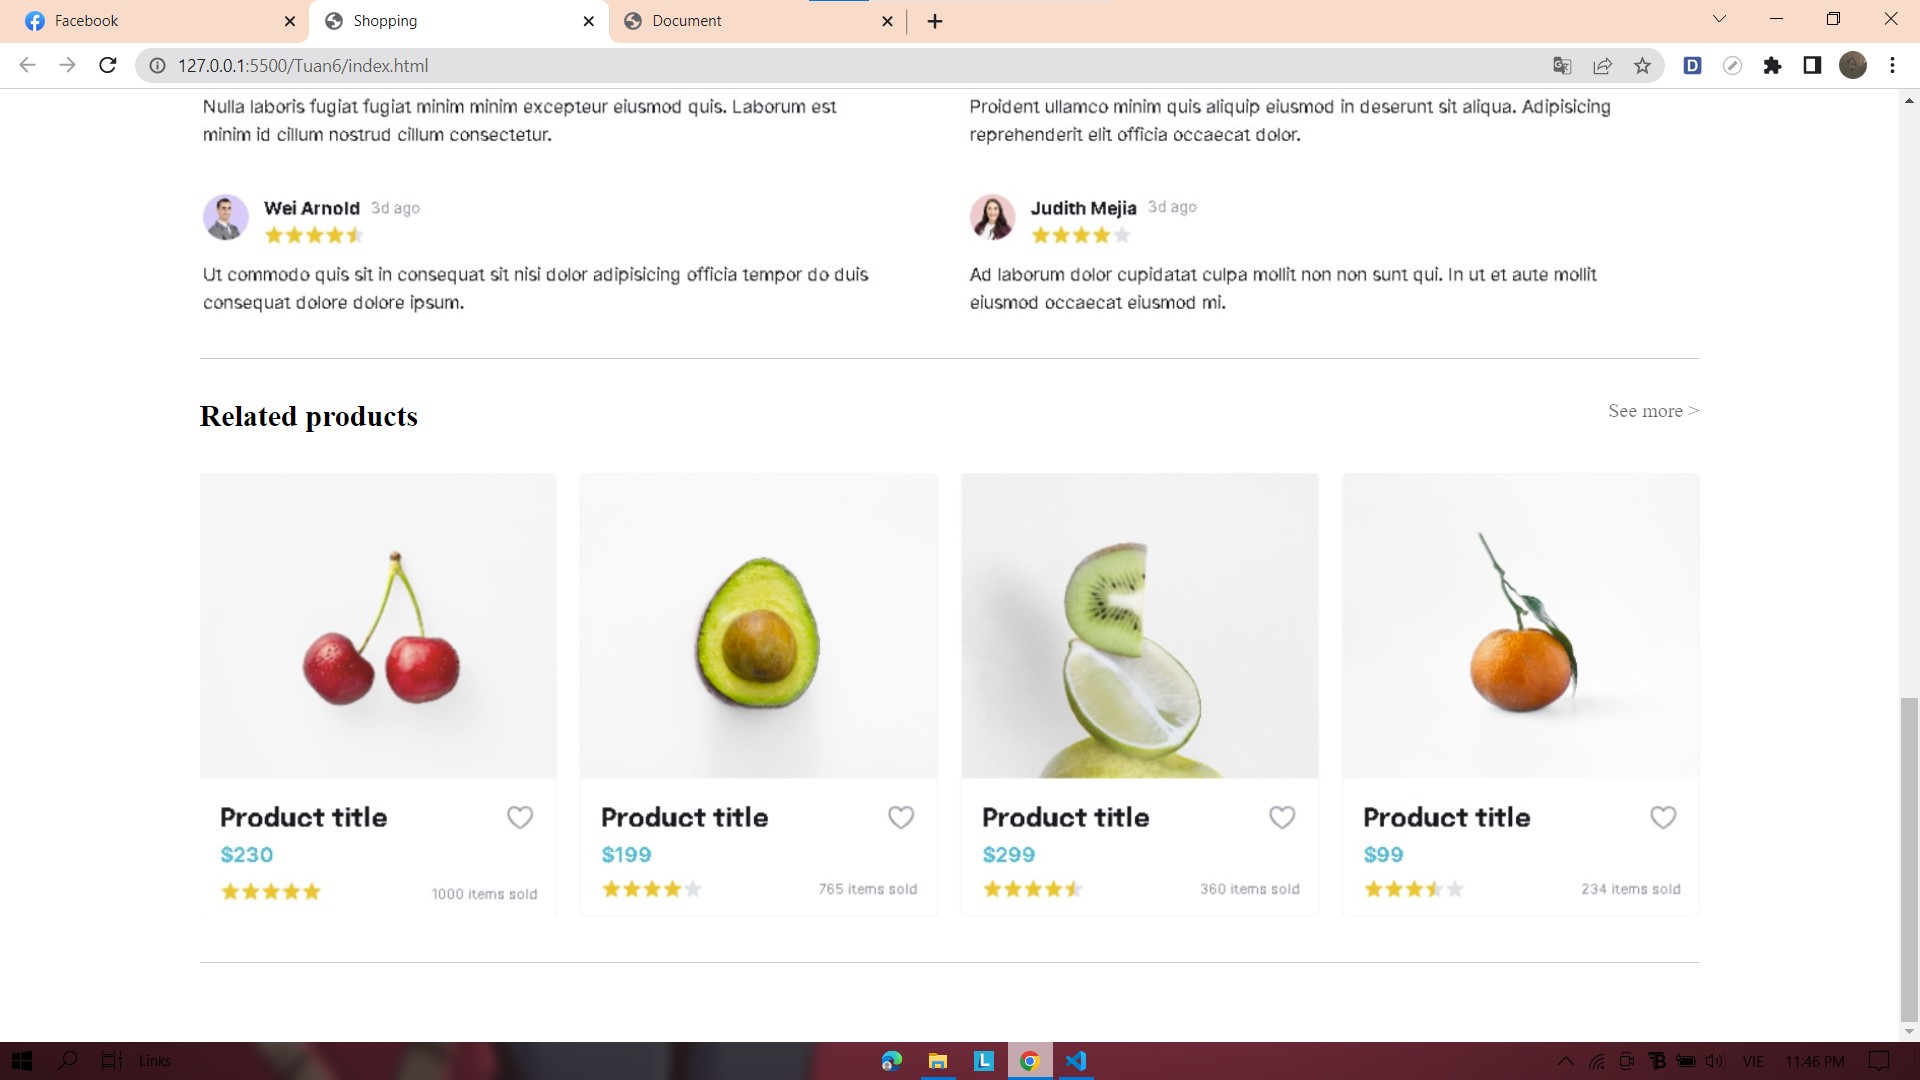 Facebook
Shopping
Document
127.0.0.1:5500/Tuan6/index.html
Nulla laboris fugiat fugiat minim minim excepteur eiusmod quis. Laborum est
minim id cillum nostrud cillum consectetur.
Proident ullamco minim quis aliquip eiusmod in deserunt sit aliqua. Adipisicing
reprehenderit elit officia occaecat dolor.
Wei Arnold 3d ago
Ut commodo quis sit in consequat sit nisi dolor adipisicing officia tempor do duis
consequat dolore dolore ipsum.
Judith Mejia 3d ago
Ad laborum dolor cupidatat culpa mollit non non sunt qui. In ut et aute mollit
eiusmod occaecat eiusmod mi.
Related products
See more >
Product title
$230
1000 items sold
Product title
$199
765 items sold
Product title
$299
360 items sold
Product title
$99
234 items sold
Links
VIE
11:46 PM